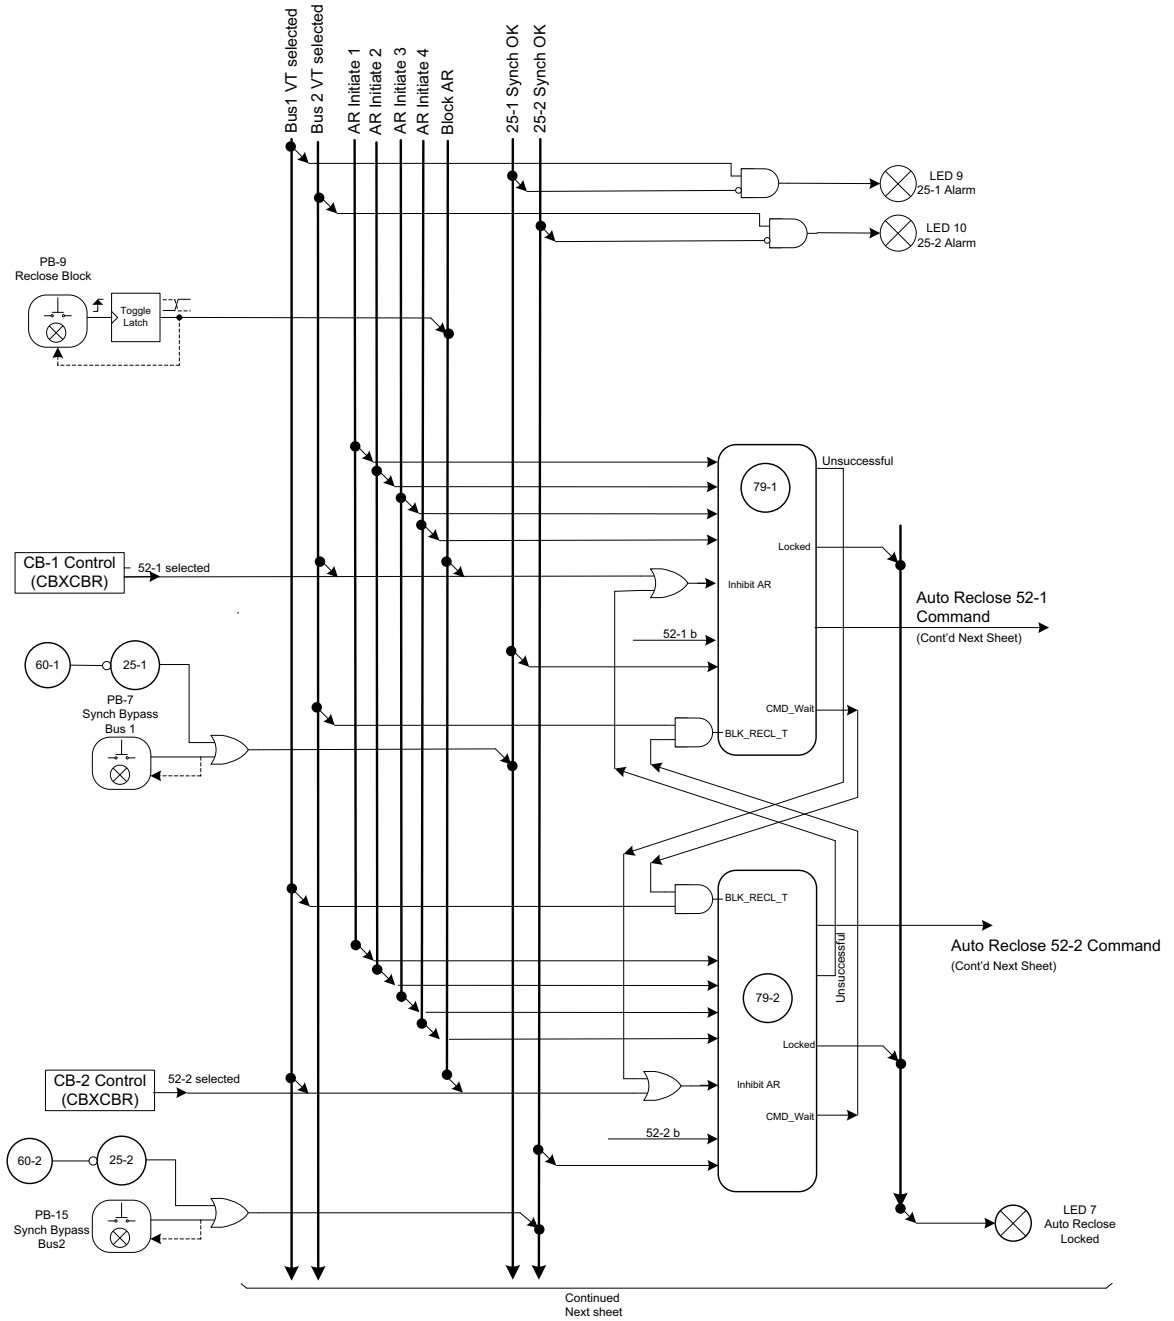 Bus1 VT selected
Bus 2 VT selected
AR Initiate 1
AR Initiate 2
AR Initiate 3
AR Initiate 4
Block AR
25-1 Synch OK
25-2 Synch OK
LED 9
25-1 Alarm
LED 10
25-2 Alarm
PB-9
Reclose Block
Toggle
Latch
Unsuccessful
79-1
Locked
CB-1 Control
(CBXCBR)
52-1 selected
Inhibit AR
Auto Reclose 52-1
Command
(Cont'd Next Sheet)
52-1 b
60-1
25-1
PB-7
Synch Bypass
Bus 1
CMD_Wait
BLK_RECL_T
BLK_RECL_T
Auto Reclose 52-2 Command
(Cont'd Next Sheet)
Unsuccessful
79-2
Locked
CB-2 Control
(CBXCBR)
52-2 selected
Inhibit AR
CMD_Wait
52-2 b
60-2
25-2
PB-15
Synch Bypass
Bus2
LED 7
Auto Reclose
Locked
Continued
Next sheet